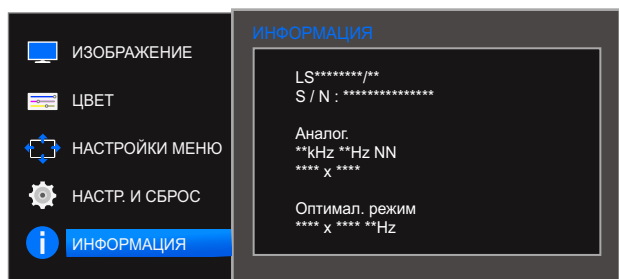 ИЗОБРАЖЕНИЕ
ЦВЕТ
НАСТРОЙКИ МЕНЮ
НАСТР. И СБРОС
ИНФОРМАЦИЯ
ИНФОРМАЦИЯ
LS********/**
S / N : ***************
Аналог.
**kHz **Hz NN
**** x ****
Оптимал. режим
**** x **** **Hz